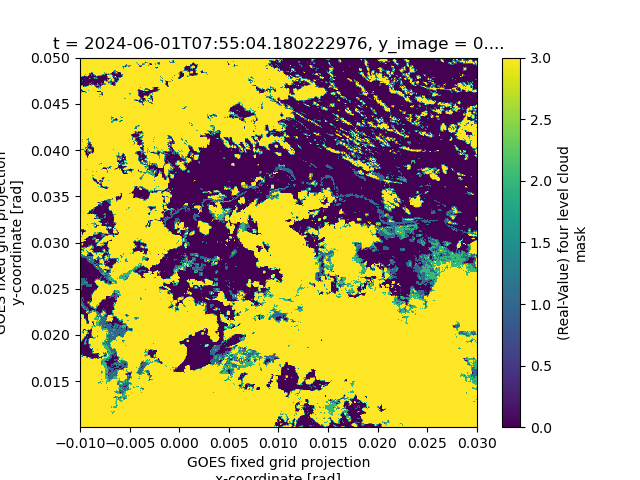 t = 2024-06-01T07:55:04.180222976, y_image = 0....
0.050
0.045
0.040
0.035
0.030
0.025
0.020
0.015
GOES fixed grid projection
y-coordinate [rad]
−0.010 −0.005 0.000 0.005 0.010 0.015 0.020 0.025 0.030
GOES fixed grid projection
x-coordinate [rad]
3.0
2.5
2.0
1.5
1.0
0.5
0.0
(Real-Value) four level cloud
mask